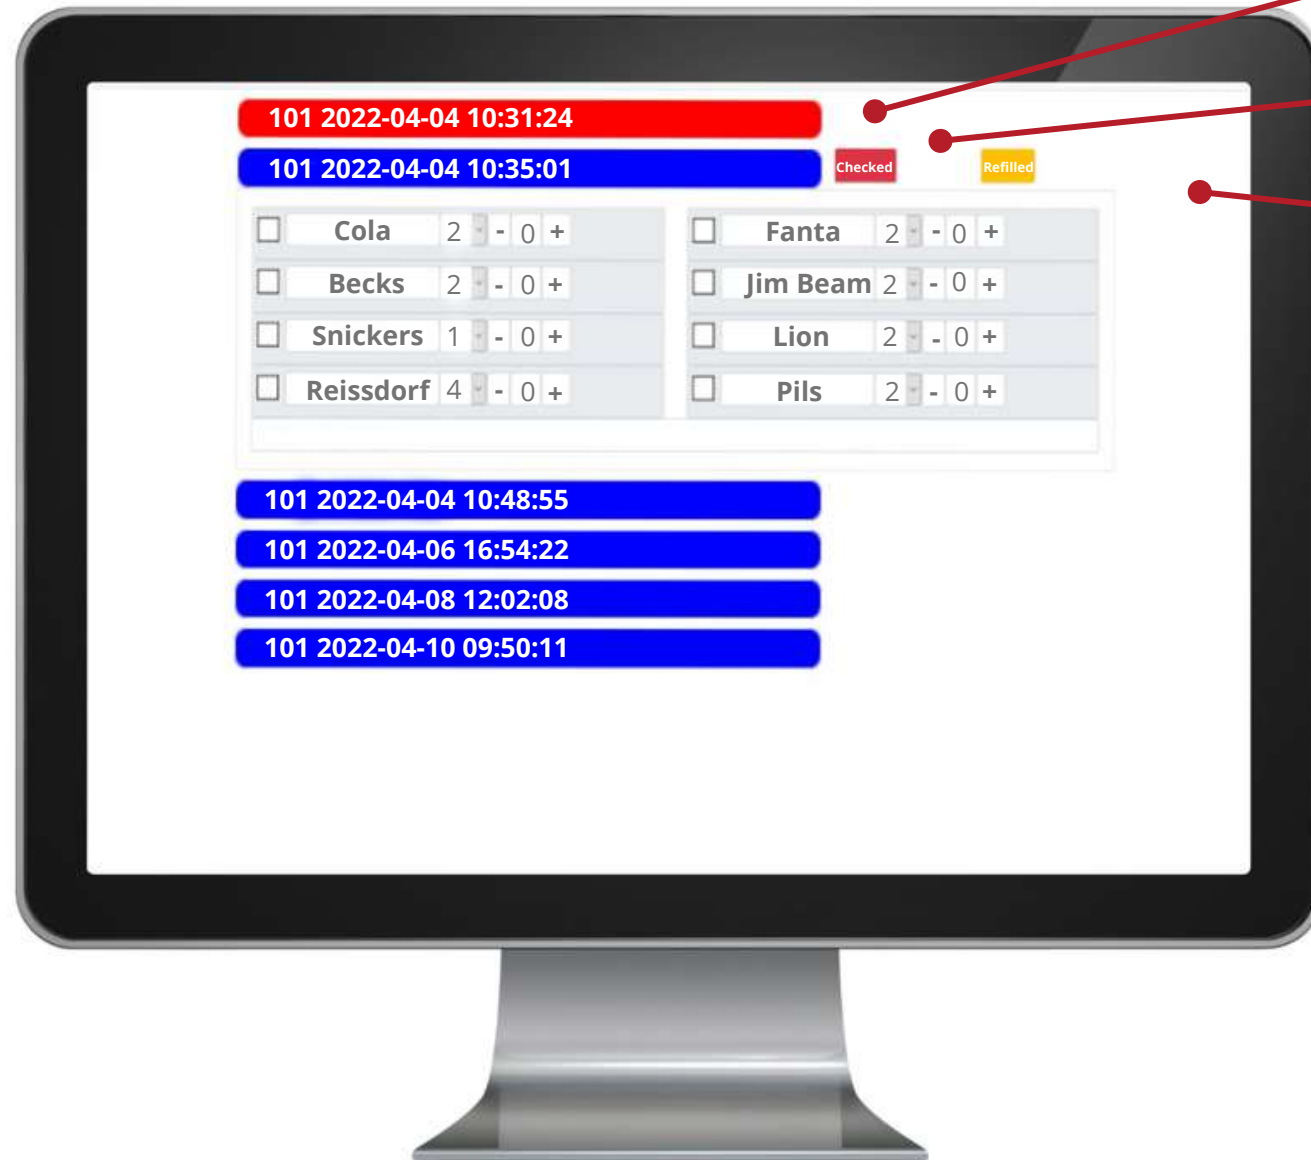 101 2022-04-04 10:31:24
101 2022-04-04 10:35:01 Checked Refilled
Cola 2 - 0 + Fanta 2 - 0 +
Becks 2 - 0 + Jim Beam 2 - 0 +
Snickers 1 - 0 + Lion 2 - 0 +
Reissdorf 4 - 0 + Pils 2 - 0 +
101 2022-04-04 10:48:55
101 2022-04-06 16:54:22
101 2022-04-08 12:02:08
101 2022-04-10 09:50:11